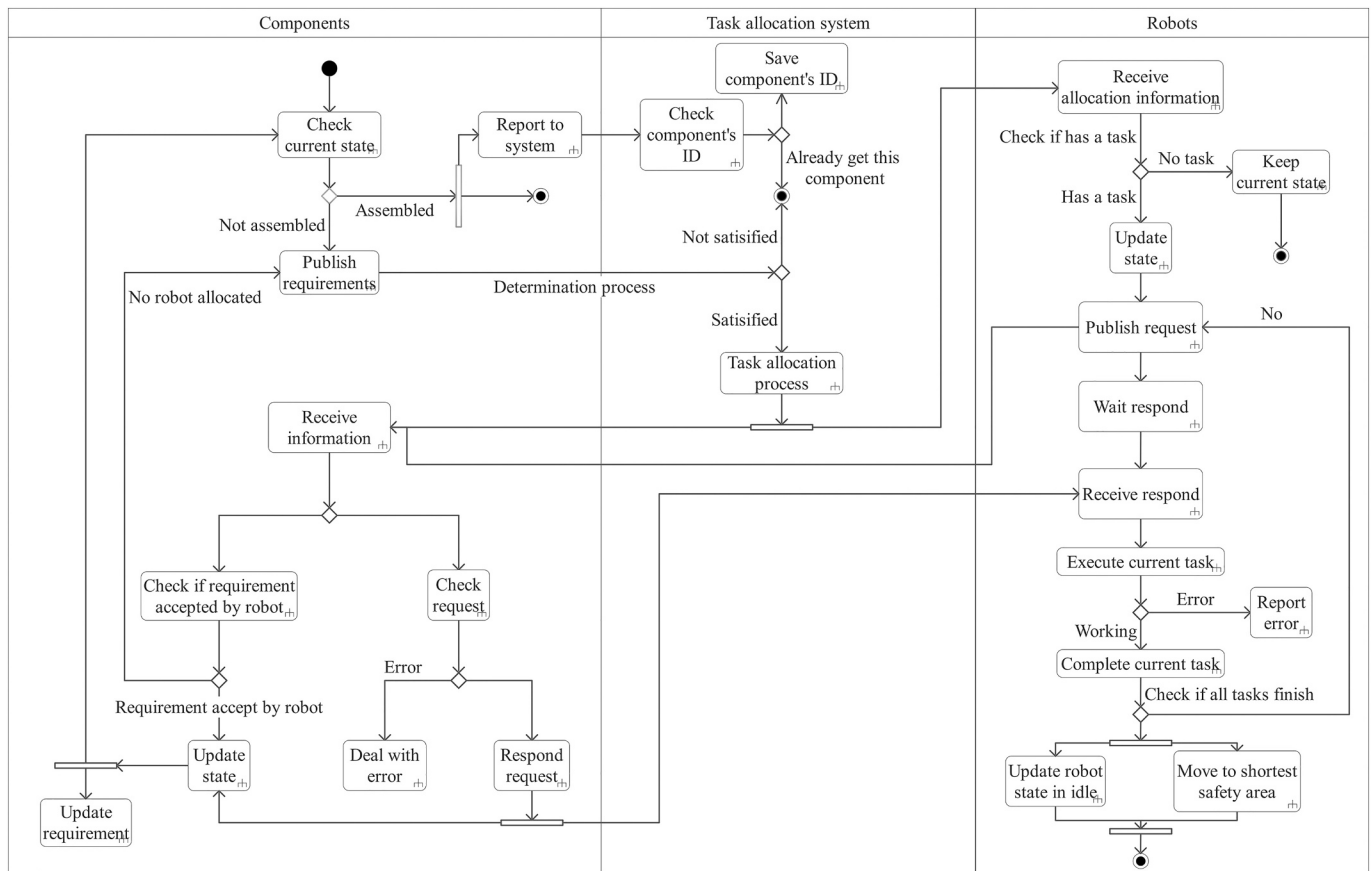 Components
Task allocation system
Robots
Check
current state
Assembled
Not assembled
Report to
system
Publish
requirements
No robot allocated
Determination process
Receive
information
Check if requirement
accepted by robot
Check
request
Error
Requirement accept by robot
Update
state
Deal with
error
Respond
request
Update
requirement
Save
component's ID
Check
component's
ID
Already get this
component
Not satisified
Satisified
Task allocation
process
Receive
allocation information
Check if has a task
No task
Keep
current state
Has a task
Update
state
Publish request
No
Wait respond
Receive respond
Execute current task
Error
Report
error
Working
Complete current task
Check if all tasks finish
Update robot
state in idle
Move to shortest
safety area